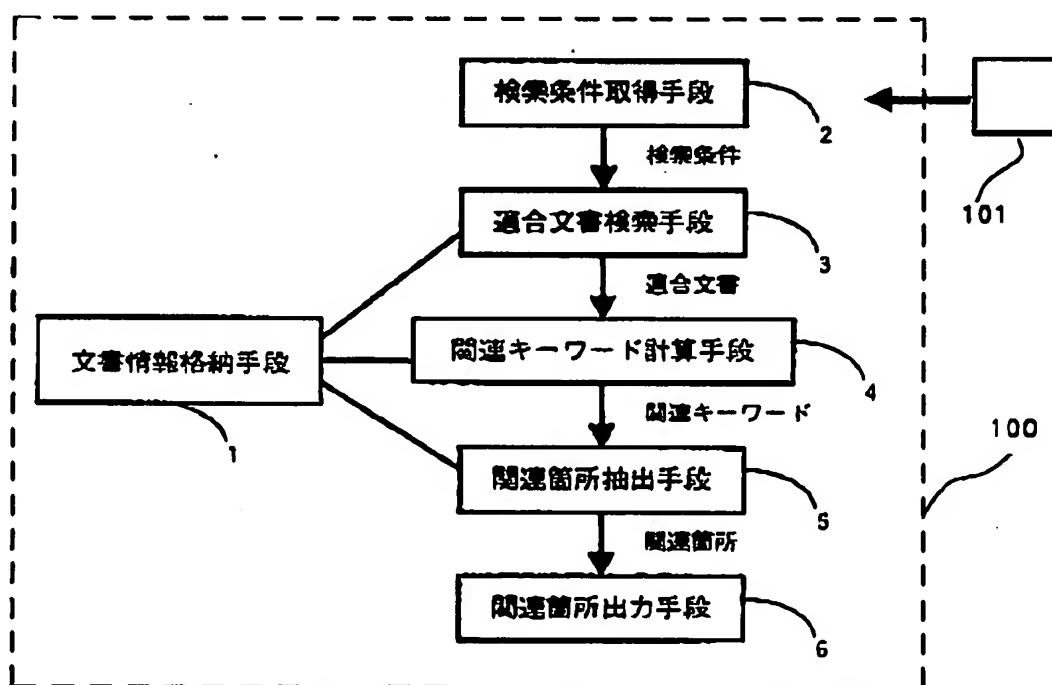 検索条件取得手段
2
検索条件
101
適合文書検索手段
3
適合文書
文書情報格納手段
1
関連キーワード計算手段
4
関連キーワード
100
関連箇所抽出手段
5
関連箇所
関連箇所出力手段
6